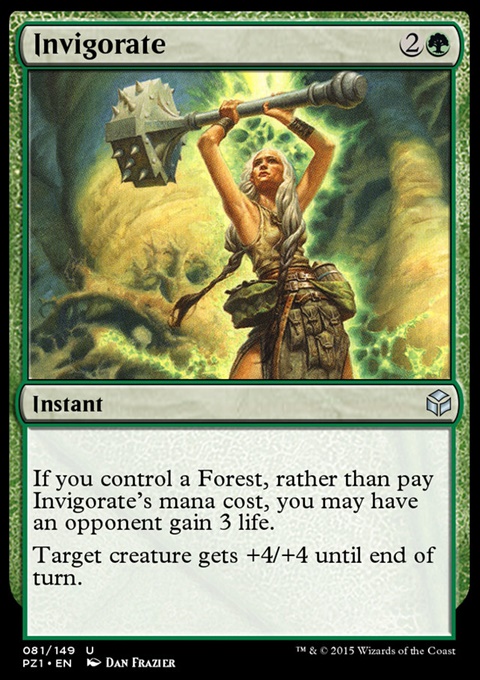 Invigorate 2
Instant
If you control a Forest, rather than pay
Invigorate's mana cost, you may have
an opponent gain 3 life.
Target creature gets +4/+4 until end of
turn.
081/149 U
PZ1 • EN DAN FRAZIER
™ & © 2015 Wizards of the Coast